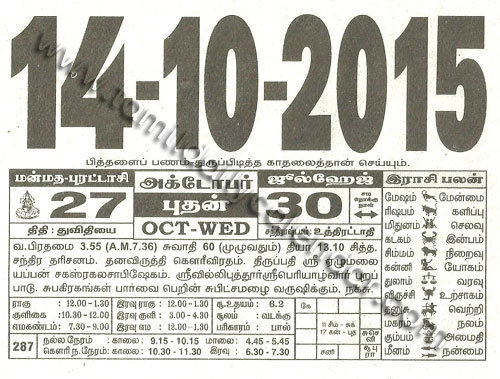 14-10-2015
பித்தளைப் பணம் துருப்பிடித்த காதலைத்தான் செய்யும்.
மன்மத-புரட்டாசி
27
திதி : துவிதியை
அக்டோபர்
புதன்
OCT-WED
ஜூல்ஹேஜ்
30
சம நோக்கு நாள்
சந்திராஷ்டமம்: உத்திரட்டாதி
வ.பிரதமை 3.55 (A.M.7.36) சுவாதி 60 (முழுவதும்) தியா 13.10 சித்த.
சந்திர தரிசனம். தனவிருத்தி கௌரீவிரதம். திருப்பதி ஸ்ரீ ஏழுமலை
யப்பன் சகஸ்ரகலசாபிஷேகம். ஸ்ரீவில்லிபுத்தூர்ஸ்ரீபெரியாழ்வார் புறப்
பாடு. சுபகிரகங்கள் பார்வை பெறின் சுபிட்சமழை வருஷிக்கும்.
இராசி பலன்
மேஷம் மேன்மை
ரிஷபம் களிப்பு
மிதுனம் செலவு
கடகம் இன்பம்
சிம்மம் நிறைவு
கன்னி யோகம்
துலாம் வரவு
விருச்சி உற்சாகம்
தனுசு வெற்றி
மகரம் நலம்
கும்பம் அமைதி
மீனம் நன்மை
ராகு : 12.00 - 1.30 இரவு ராகு : 12.00 - 1.30 சூ.உதயம் : 6.2
குளிகை :10.30 -12.00 இரவு குளி : 3.00 - 4.30 சூலம் : வடக்கு
எமகண்டம்: 7.30 - 9.00 இரவு எம : 12.00 -1.30 பரிகாரம் : பால்
287
நல்ல நேரம் : காலை : 9.15 - 10.15 மாலை : 4.45 - 5.45
கௌரி ந.நேரம் : காலை : 10.30 - 11.30 இரவு : 6.30 - 7.30
கே
11 சிம் - சுக்
17 கன் - புத
சனி
www.tamildailycalendar.com